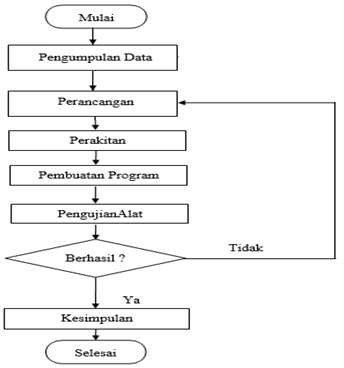 Mulai
Pengumpulan Data
Perancangan
Perakitan
Pembuatan Program
PengujianAlat
Berhasil ?
Tidak
Ya
Kesimpulan
Selesai